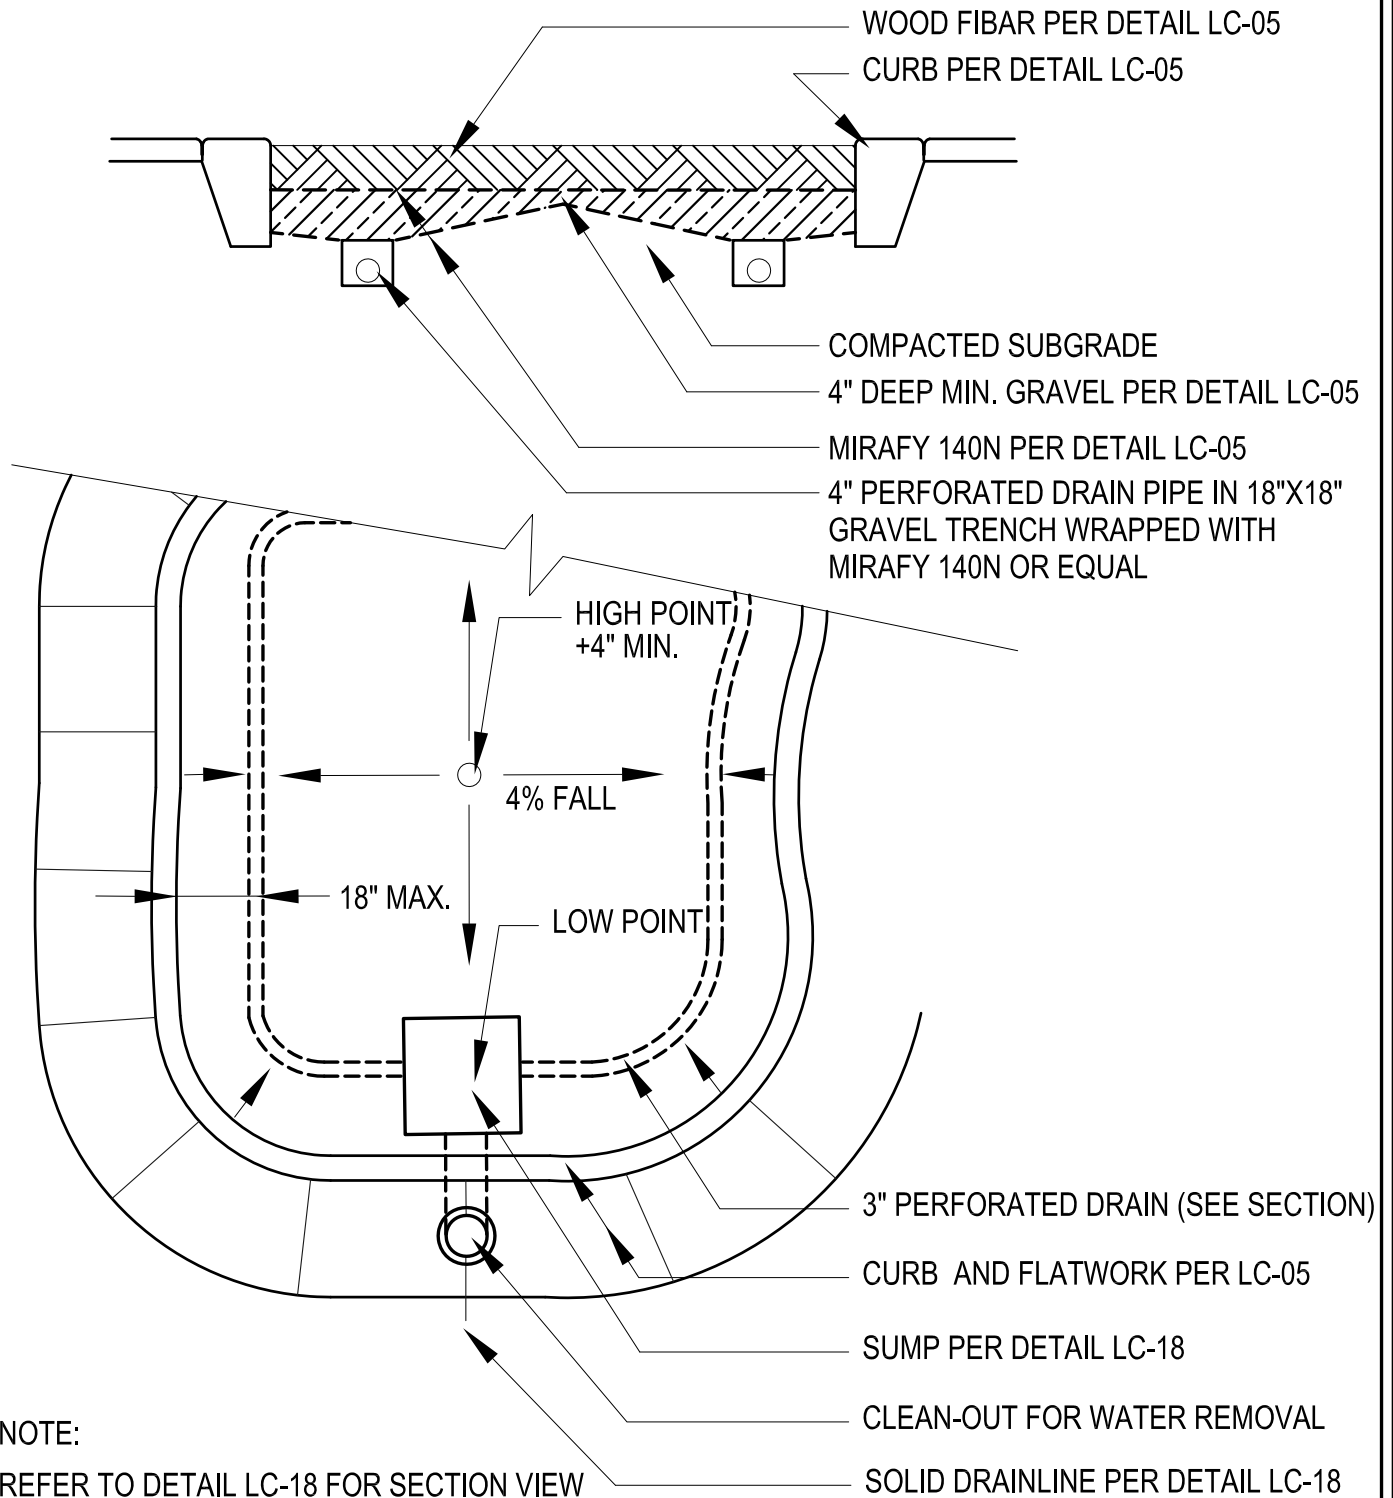 WOOD FIBAR PER DETAIL LC-05
CURB PER DETAIL LC-05
COMPACTED SUBGRADE
4" DEEP MIN. GRAVEL PER DETAIL LC-05
MIRAFY 140N PER DETAIL LC-05
4" PERFORATED DRAIN PIPE IN 18"X18"
GRAVEL TRENCH WRAPPED WITH
MIRAFY 140N OR EQUAL
HIGH POINT
+4" MIN.
4% FALL
18" MAX.
LOW POINT
3" PERFORATED DRAIN (SEE SECTION)
CURB AND FLATWORK PER LC-05
SUMP PER DETAIL LC-18
CLEAN-OUT FOR WATER REMOVAL
SOLID DRAINLINE PER DETAIL LC-18
NOTE:
REFER TO DETAIL LC-18 FOR SECTION VIEW